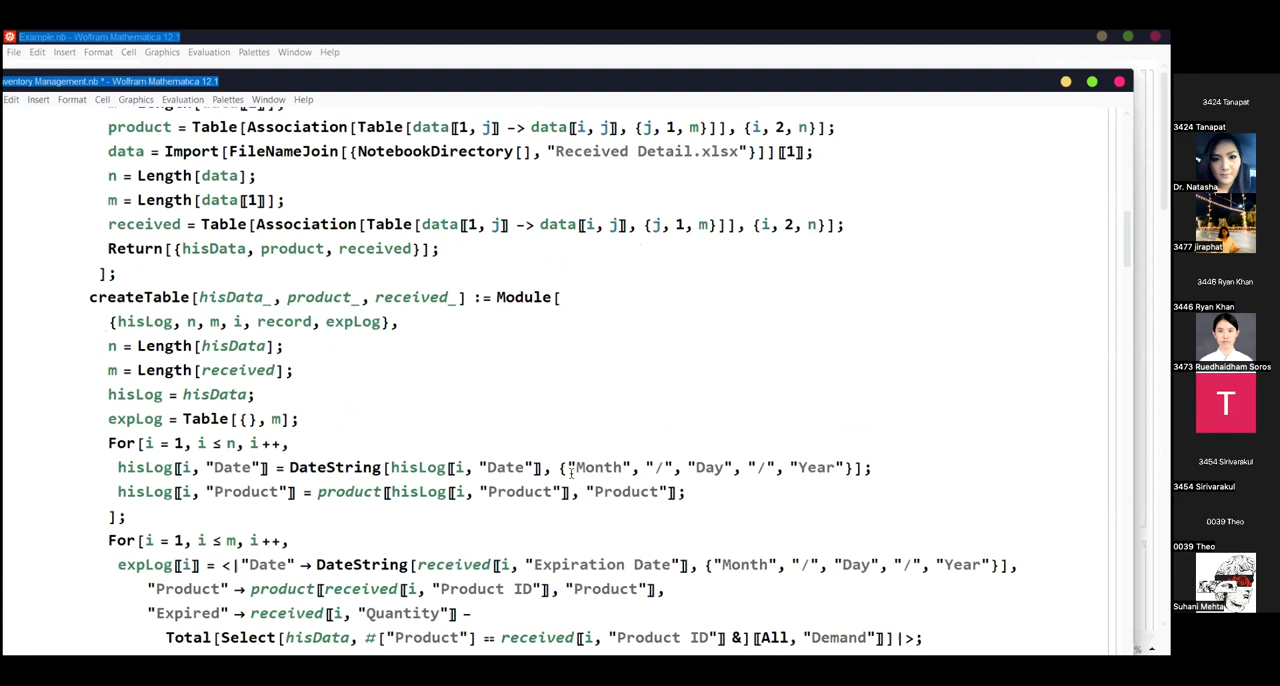 Example.nb - Wolfram Mathematica 12.1
File Edit Insert Format Cell Graphics Evaluation Palettes Window Help
ventory Management.nb * - Wolfram Mathematica 12.1
Edit Insert Format Cell Graphics Evaluation Palettes Window Help
product = Table[Association[Table[data[[1, j]] -> data[[i, j]], {j, 1, m}]], {i, 2, n}];
data = Import[FileNameJoin[{NotebookDirectory[], "Received Detail.xlsx"}]][[1]];
n = Length[data];
m = Length[data[[1]]];
received = Table[Association[Table[data[[1, j]] -> data[[i, j]], {j, 1, m}]], {i, 2, n}];
Return[{hisData, product, received}];
];
createTable[hisData_, product_, received_] := Module[
{hisLog, n, m, i, record, expLog},
n = Length[hisData];
m = Length[received];
hisLog = hisData;
expLog = Table[{}, m];
For[i = 1, i ≤ n, i++,
hisLog[[i, "Date"]] = DateString[hisLog[[i, "Date"]], {"Month", "/", "Day", "/", "Year"}];
hisLog[[i, "Product"]] = product[[hisLog[[i, "Product"]], "Product"]];
];
For[i = 1, i ≤ m, i++,
expLog[[i]] = <|"Date" → DateString[received[[i, "Expiration Date"]], {"Month", "/", "Day", "/", "Year"}],
"Product" → product[[received[[i, "Product ID"]], "Product"]],
"Expired" → received[[i, "Quantity"]] -
Total[Select[hisData, #["Product"] == received[[i, "Product ID"]] &][[All, "Demand"]]]|>;
3424 Tanapat
3424 Tanapat
Dr. Natasha
3477 jiraphat
3446 Ryan Khan
3446 Ryan Khan
3473 Ruedhaidham Soros
T
3454 Sirivarakul
3454 Sirivarakul
0039 Theo
0039 Theo
Suhani Mehta